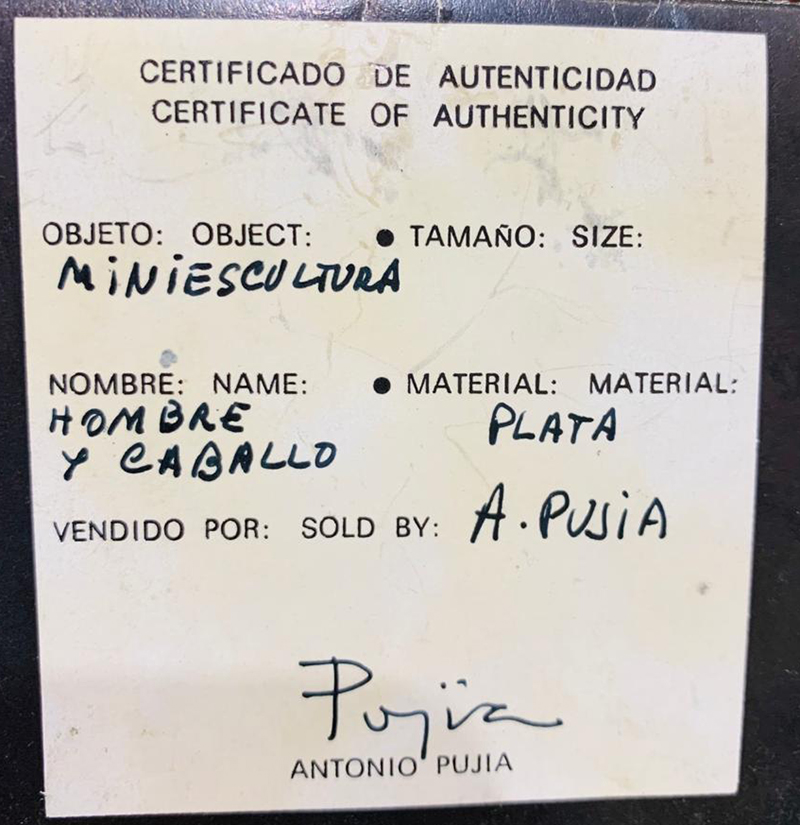 CERTIFICADO DE AUTENTICIDAD
CERTIFICATE OF AUTHENTICITY
OBJETO: OBJECT: ● TAMAÑO: SIZE:
MINIESCULTURA
NOMBRE: NAME: ● MATERIAL: MATERIAL:
HOMBRE PLATA
Y CABALLO
VENDIDO POR: SOLD BY: A. PUJIA
Pujia
ANTONIO PUJIA